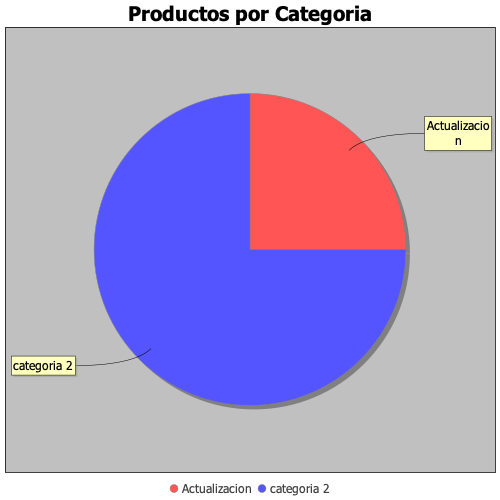 Productos por Categoria
Actualizacio
n
categoria 2
Actualizacion categoria 2